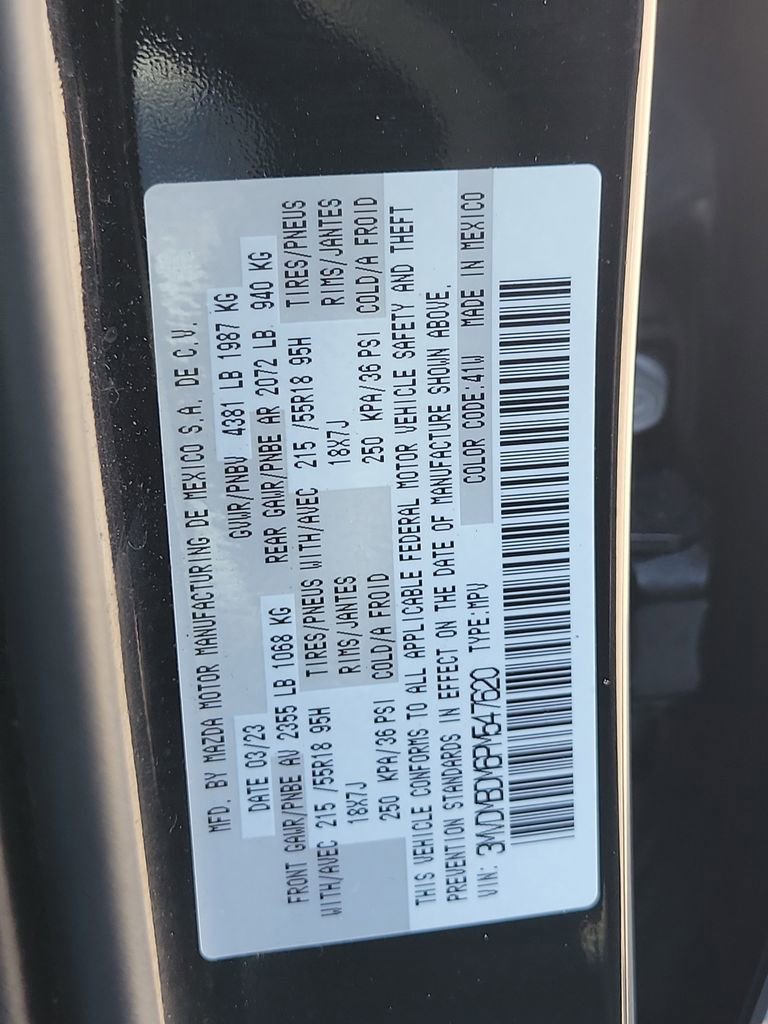 MFD. BY MAZDA MOTOR MANUFACTURING DE MEXICO S.A. DE C.V.
DATE 03/23 GVWR/PNBV 4381 LB 1987 KG
FRONT GAWR/PNBE AV 2355 LB 1068 KG REAR GAWR/PNBE AR 2072 LB 940 KG
WITH/AVEC 215 /55R18 95H TIRES/PNEUS WITH/AVEC 215 /55R18 95H TIRES/PNEUS
18X7J RIMS/JANTES 18X7J RIMS/JANTES
250 KPA/36 PSI COLD/A FROID 250 KPA/36 PSI COLD/A FROID
THIS VEHICLE CONFORMS TO ALL APPLICABLE FEDERAL MOTOR VEHICLE SAFETY AND THEFT
PREVENTION STANDARDS IN EFFECT ON THE DATE OF MANUFACTURE SHOWN ABOVE.
VIN: 3MVDMBDM6PM547620 TYPE:MPV COLOR CODE:41W MADE IN MEXICO